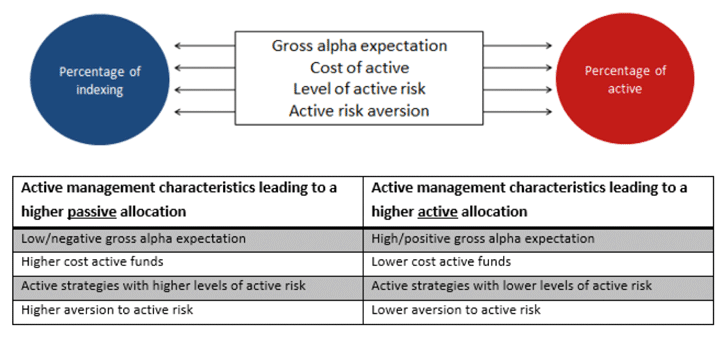 Percentage of
indexing
Gross alpha expectation
Cost of active
Level of active risk
Active risk aversion
Percentage of
active
Active management characteristics leading to a
higher passive allocation
Active management characteristics leading to a
higher active allocation
Low/negative gross alpha expectation
High/positive gross alpha expectation
Higher cost active funds
Lower cost active funds
Active strategies with higher levels of active risk
Active strategies with lower levels of active risk
Higher aversion to active risk
Lower aversion to active risk